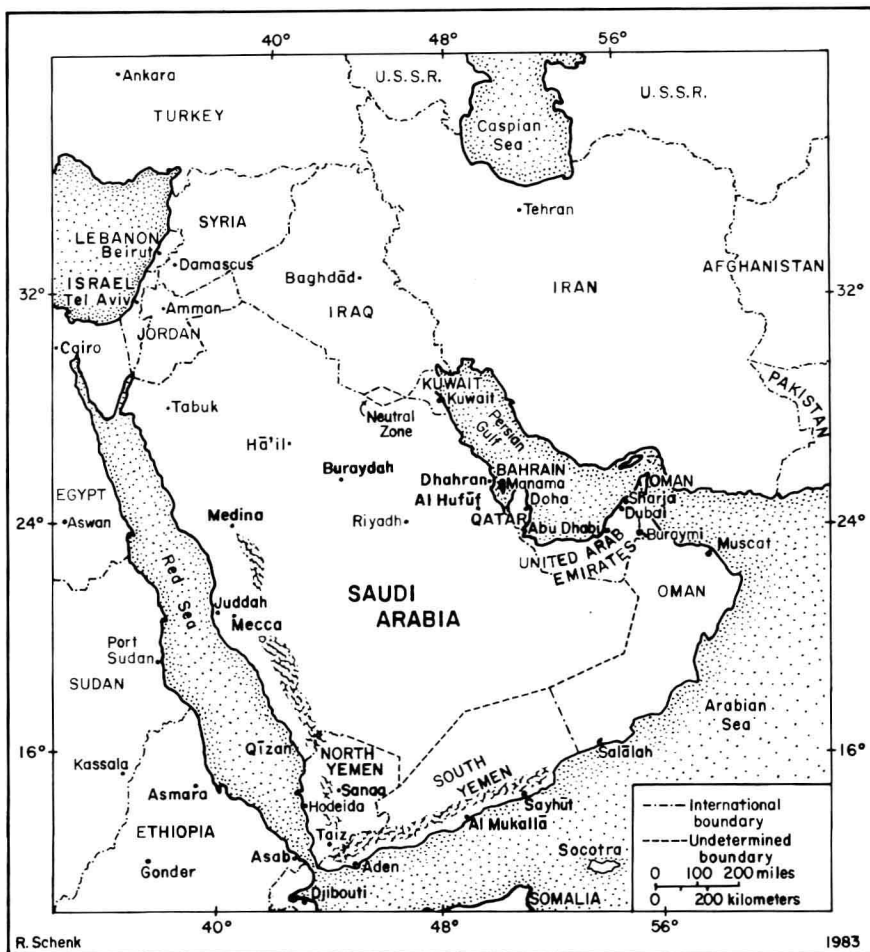 40°
48°
56°
Ankara
TURKEY
U.S.S.R.
U.S.S.R.
Caspian
Sea
Tehran
SYRIA
LEBANON
Beirut
Damascus
Baghdād
IRAN
AFGHANISTAN
32°
32°
ISRAEL
Tel Aviv
Amman
IRAQ
JORDAN
Cairo
KUWAIT
Kuwait
PAKISTAN
Tabuk
Neutral
Zone
Persian
Gulf
Hā'il
Buraydah
Dhahran
BAHRAIN
Manama
OMAN
Al Hufūf
Doha
Sharja
Dubai
EGYPT
Aswan
Medina
Riyadh
QATAR
Abu Dhabi
Buraymi
24°
24°
UNITED ARAB
EMIRATES
Muscat
Red Sea
SAUDI
ARABIA
OMAN
Juddah
Mecca
Port
Sudan
SUDAN
Arabian
Sea
Qīzan
NORTH
YEMEN
SOUTH
YEMEN
Salālah
16°
16°
Kassala
Asmara
Sanaa
Hodeida
Sayhūt
ETHIOPIA
Taiz
Al Mukallā
Asab
Aden
Gonder
Socotra
Djibouti
SOMALIA
International
boundary
Undetermined
boundary
0 100 200 miles
0 200 kilometers
40°
48°
56°
R. Schenk
1983